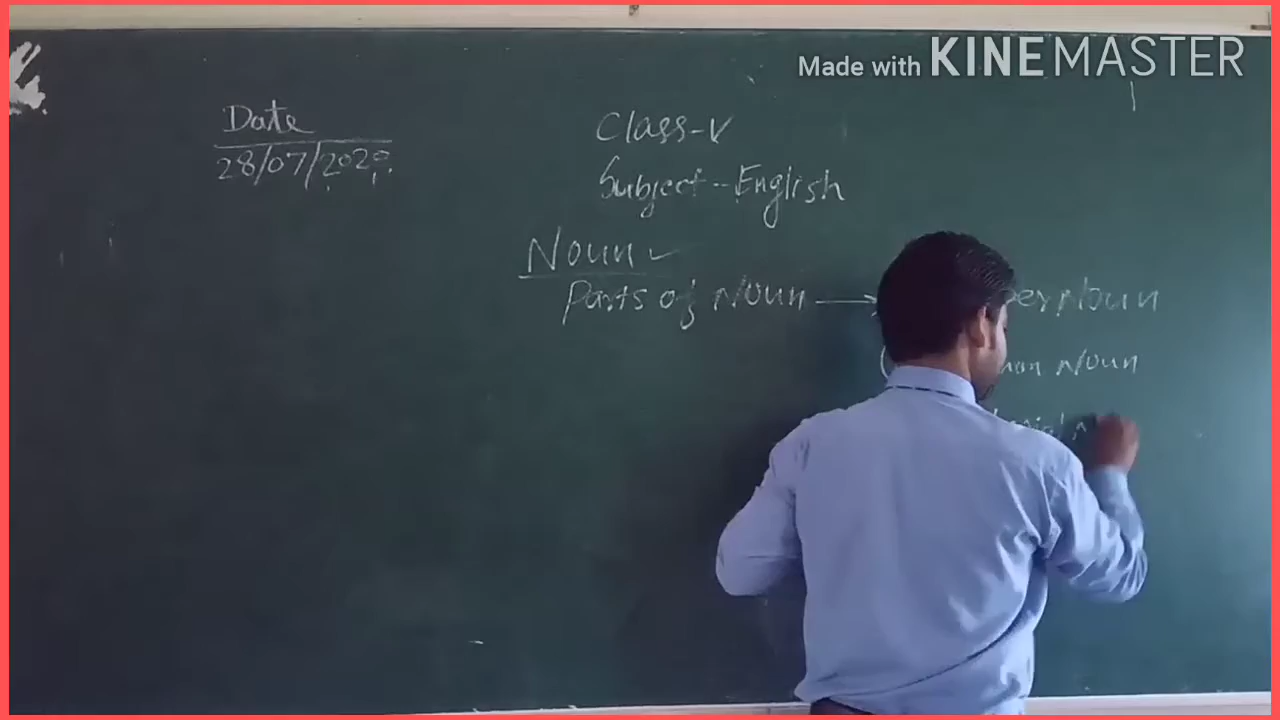 Made with KINEMASTER
Date
28/07/2020
Class-V
Subject - English
Noun
Parts of Noun → Noun
Noun